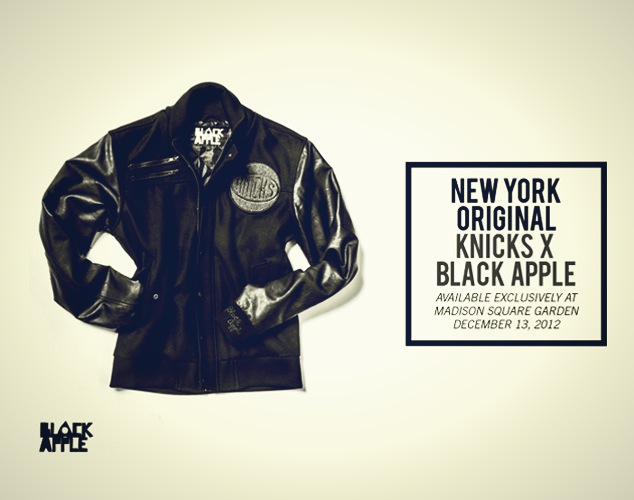 BLACK
APPLE
KNICKS
NEW YORK
ORIGINAL
KNICKS X
BLACK APPLE
AVAILABLE EXCLUSIVELY AT
MADISON SQUARE GARDEN
DECEMBER 13, 2012
BLACK
APPLE